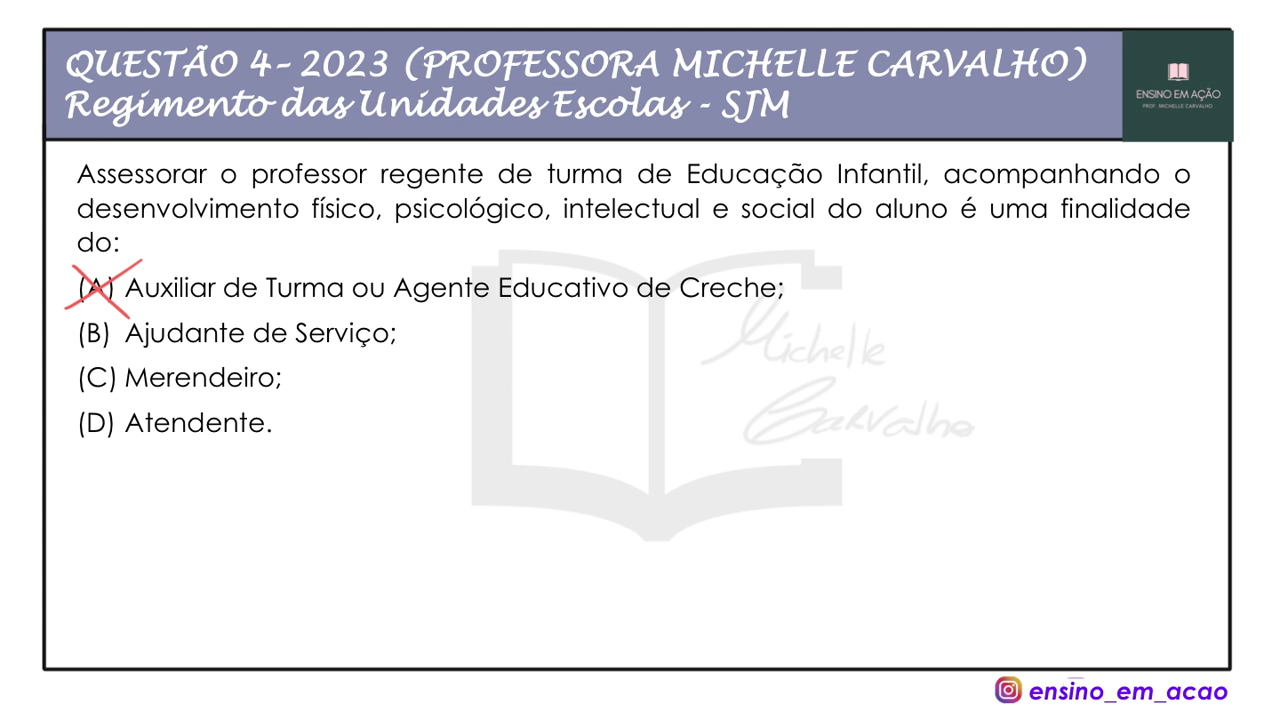 QUESTÃO 4- 2023 (PROFESSORA MICHELLE CARVALHO)
Regimento das Unidades Escolas - SJM
ENSINO EM AÇÃO
PROF. MICHELLE CARVALHO
Assessorar o professor regente de turma de Educação Infantil, acompanhando o
desenvolvimento físico, psicológico, intelectual e social do aluno é uma finalidade
do:
(A) Auxiliar de Turma ou Agente Educativo de Creche;
(B) Ajudante de Serviço;
(C) Merendeiro;
(D) Atendente.
Michelle
Carvalho
ensino_em_acao